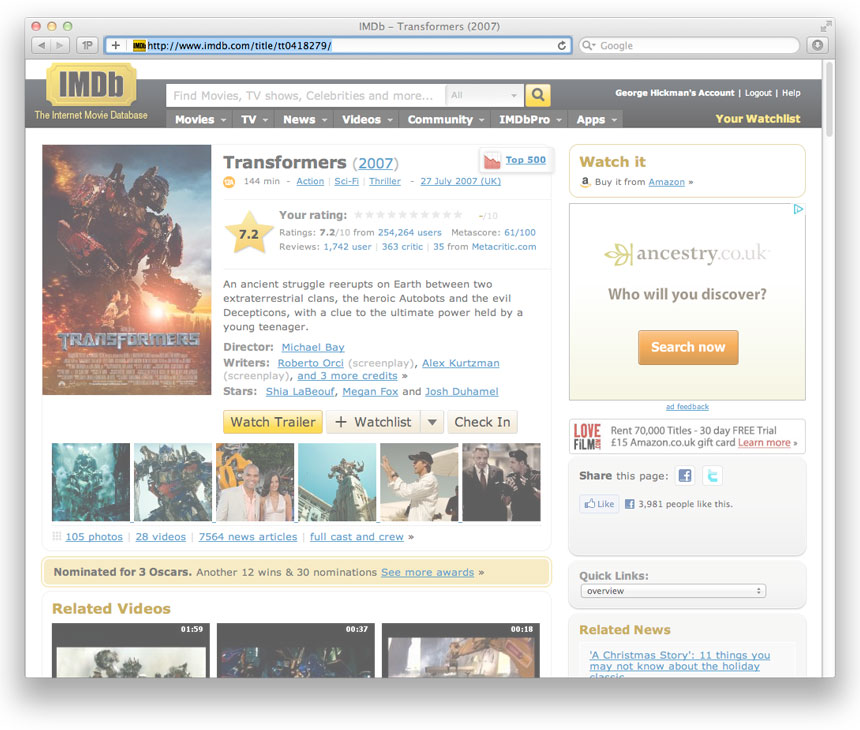 IMDb – Transformers (2007)
1P
+ IMDb http://www.imdb.com/title/tt0418279/
Google
IMDb
The Internet Movie Database
Find Movies, TV shows, Celebrities and more... All
George Hickman's Account | Logout | Help
Movies TV News Videos Community IMDbPro Apps Your Watchlist
Transformers (2007)
Top 500
12A 144 min - Action | Sci-Fi | Thriller - 27 July 2007 (UK)
7.2
Your rating: -/10
Ratings: 7.2/10 from 254,264 users Metascore: 61/100
Reviews: 1,742 user | 363 critic | 35 from Metacritic.com
An ancient struggle reerupts on Earth between two
extraterrestrial clans, the heroic Autobots and the evil
Decepticons, with a clue to the ultimate power held by a
young teenager.
Director: Michael Bay
Writers: Roberto Orci (screenplay), Alex Kurtzman
(screenplay), and 3 more credits »
Stars: Shia LaBeouf, Megan Fox and Josh Duhamel
TRANSFORMERS
Watch Trailer + Watchlist Check In
105 photos | 28 videos | 7564 news articles | full cast and crew »
Nominated for 3 Oscars. Another 12 wins & 30 nominations See more awards »
Related Videos
01:59
00:37
00:18
Watch it
a Buy it from Amazon »
ancestry.co.uk
Who will you discover?
Search now
ad feedback
LOVE
FiLM.COM
Rent 70,000 Titles - 30 day FREE Trial
£15 Amazon.co.uk gift card Learn more »
Share this page:
Like 3,981 people like this.
Quick Links:
overview
Related News
'A Christmas Story': 11 things you
may not know about the holiday
classic